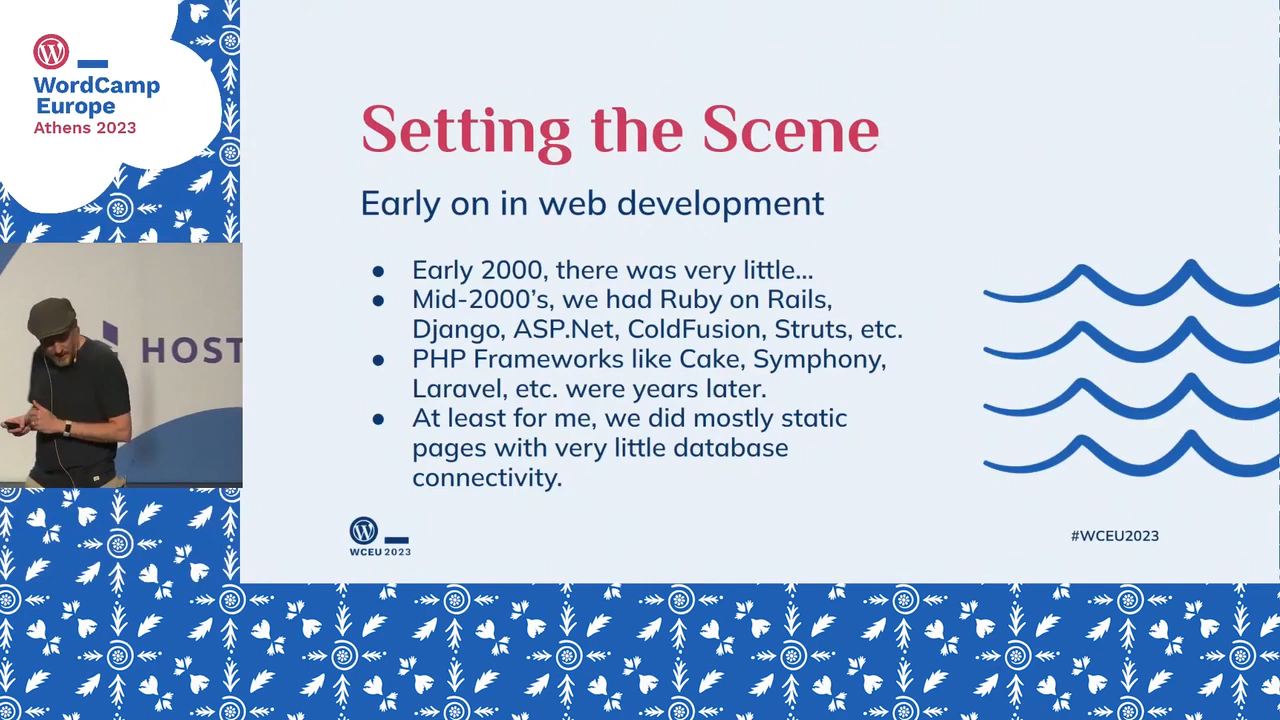 WordCamp
Europe
Athens 2023
HOST
Setting the Scene
Early on in web development
● Early 2000, there was very little...
● Mid-2000's, we had Ruby on Rails,
Django, ASP.Net, ColdFusion, Struts, etc.
● PHP Frameworks like Cake, Symphony,
Laravel, etc. were years later.
● At least for me, we did mostly static
pages with very little database
connectivity.
WCEU 2023
#WCEU2023